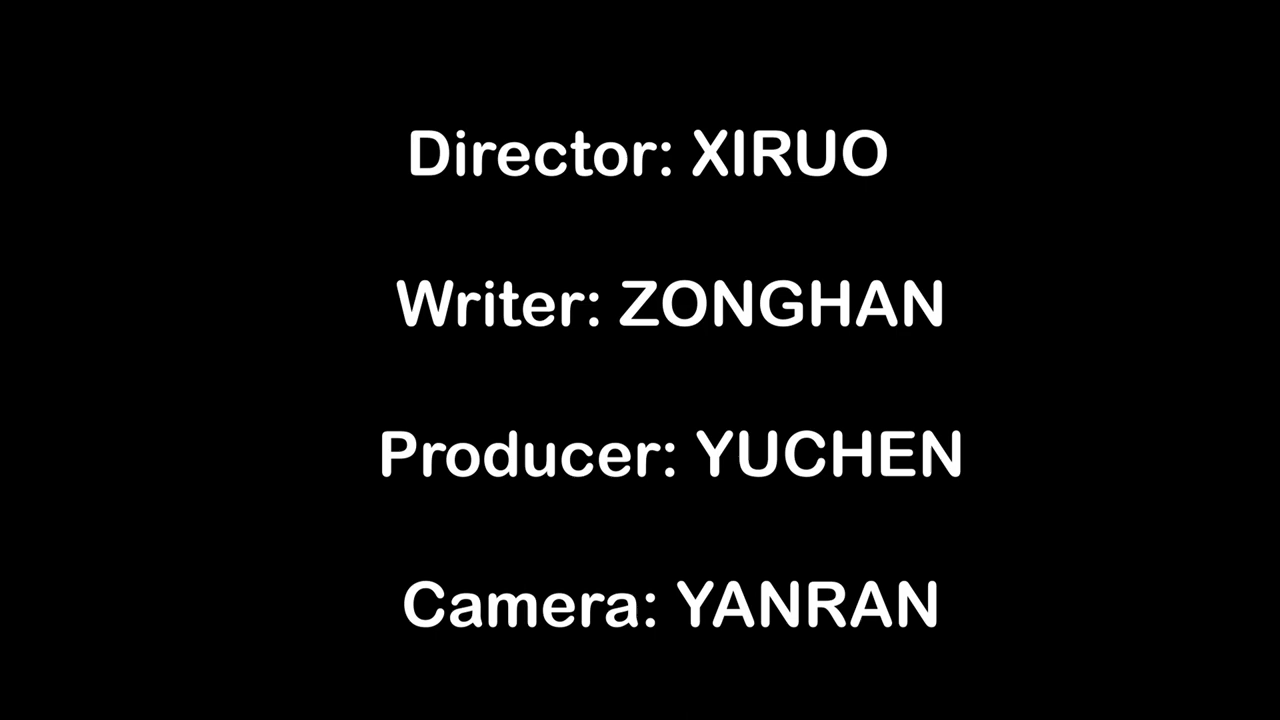 Director: XIRUO
Writer: ZONGHAN
Producer: YUCHEN
Camera: YANRAN